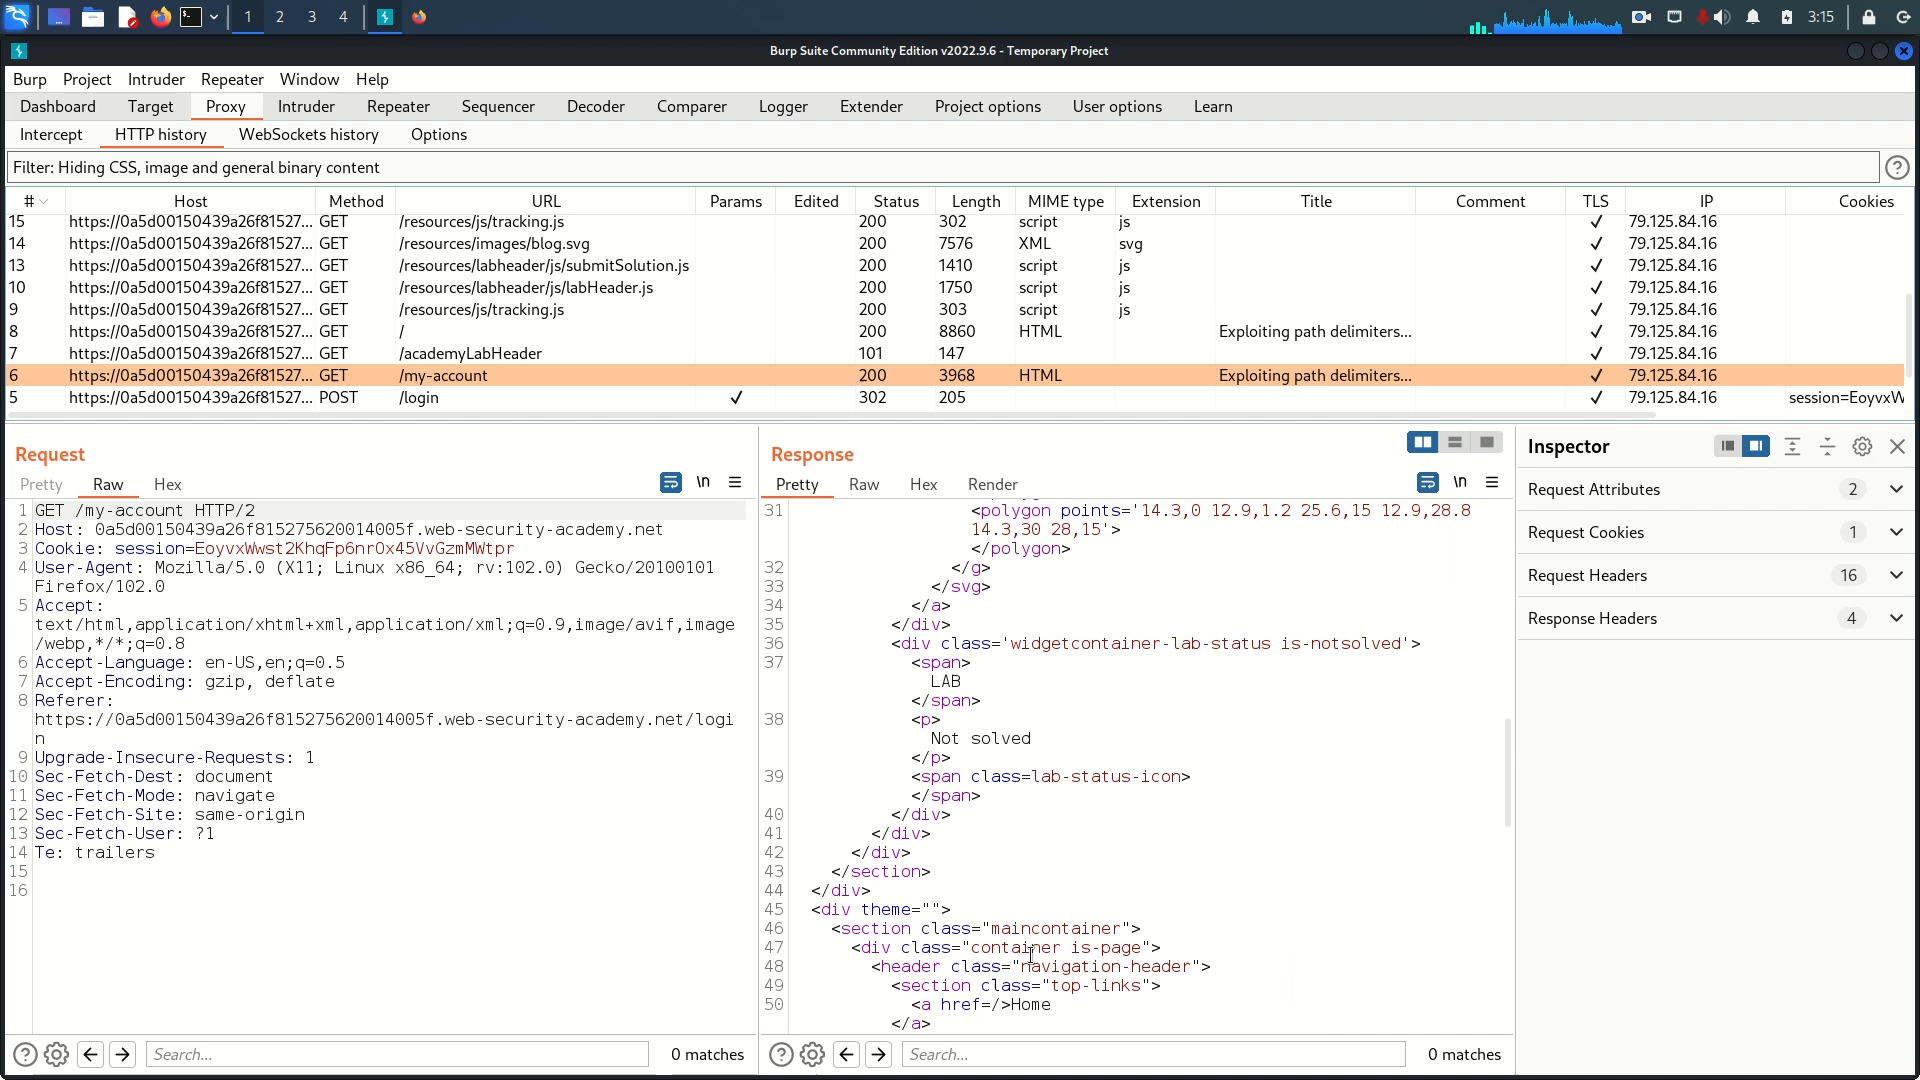 1 2 3 4 3:15
Burp Suite Community Edition v2022.9.6 - Temporary Project
Burp Project Intruder Repeater Window Help
Dashboard Target Proxy Intruder Repeater Sequencer Decoder Comparer Logger Extender Project options User options Learn
Intercept HTTP history WebSockets history Options
Filter: Hiding CSS, image and general binary content
# Host Method URL Params Edited Status Length MIME type Extension Title Comment TLS IP Cookies
15 https://0a5d00150439a26f81527... GET /resources/js/tracking.js 200 302 script js ✓ 79.125.84.16
14 https://0a5d00150439a26f81527... GET /resources/images/blog.svg 200 7576 XML svg ✓ 79.125.84.16
13 https://0a5d00150439a26f81527... GET /resources/labheader/js/submitSolution.js 200 1410 script js ✓ 79.125.84.16
10 https://0a5d00150439a26f81527... GET /resources/labheader/js/labHeader.js 200 1750 script js ✓ 79.125.84.16
9 https://0a5d00150439a26f81527... GET /resources/js/tracking.js 200 303 script js ✓ 79.125.84.16
8 https://0a5d00150439a26f81527... GET / 200 8860 HTML Exploiting path delimiters... ✓ 79.125.84.16
7 https://0a5d00150439a26f81527... GET /academyLabHeader 101 147 ✓ 79.125.84.16
6 https://0a5d00150439a26f81527... GET /my-account 200 3968 HTML Exploiting path delimiters... ✓ 79.125.84.16
5 https://0a5d00150439a26f81527... POST /login ✓ 302 205 ✓ 79.125.84.16 session=EoyvxW
Request
Pretty Raw Hex \n
1 GET /my-account HTTP/2
2 Host: 0a5d00150439a26f815275620014005f.web-security-academy.net
3 Cookie: session=EoyvxWwst2KhqFp6nrOx45VvGzmMWtpr
4 User-Agent: Mozilla/5.0 (X11; Linux x86_64; rv:102.0) Gecko/20100101
Firefox/102.0
5 Accept:
text/html,application/xhtml+xml,application/xml;q=0.9,image/avif,image
/webp,*/*;q=0.8
6 Accept-Language: en-US,en;q=0.5
7 Accept-Encoding: gzip, deflate
8 Referer:
https://0a5d00150439a26f815275620014005f.web-security-academy.net/logi
n
9 Upgrade-Insecure-Requests: 1
10 Sec-Fetch-Dest: document
11 Sec-Fetch-Mode: navigate
12 Sec-Fetch-Site: same-origin
13 Sec-Fetch-User: ?1
14 Te: trailers
15
16
Search... 0 matches
Response
Pretty Raw Hex Render \n
31 <polygon points='14.3,0 12.9,1.2 25.6,15 12.9,28.8
14.3,30 28,15'>
</polygon>
32 </g>
33 </svg>
34 </a>
35 </div>
36 <div class='widgetcontainer-lab-status is-notsolved'>
37 <span>
LAB
</span>
38 <p>
Not solved
</p>
39 <span class=lab-status-icon>
</span>
40 </div>
41 </div>
42 </div>
43 </section>
44 </div>
45 <div theme="">
46 <section class="maincontainer">
47 <div class="container is-page">
48 <header class="navigation-header">
49 <section class="top-links">
50 <a href=/>Home
</a>
Search... 0 matches
Inspector
Request Attributes 2
Request Cookies 1
Request Headers 16
Response Headers 4